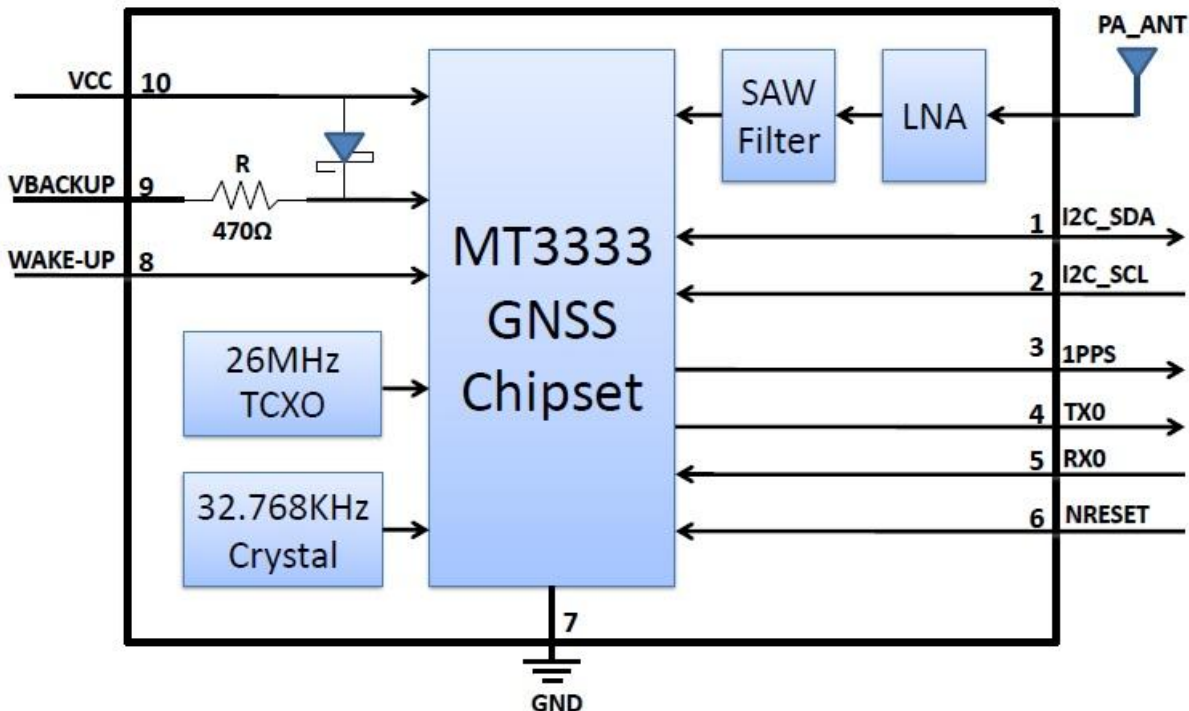 PA_ANT
VCC
10
SAW
Filter
LNA
R
VBACKUP
9
470Ω
WAKE-UP
8
MT3333
GNSS
Chipset
1
I2C_SDA
2
I2C_SCL
3
1PPS
4
TX0
5
RX0
6
NRESET
26MHz
TCXO
32.768KHz
Crystal
7
GND